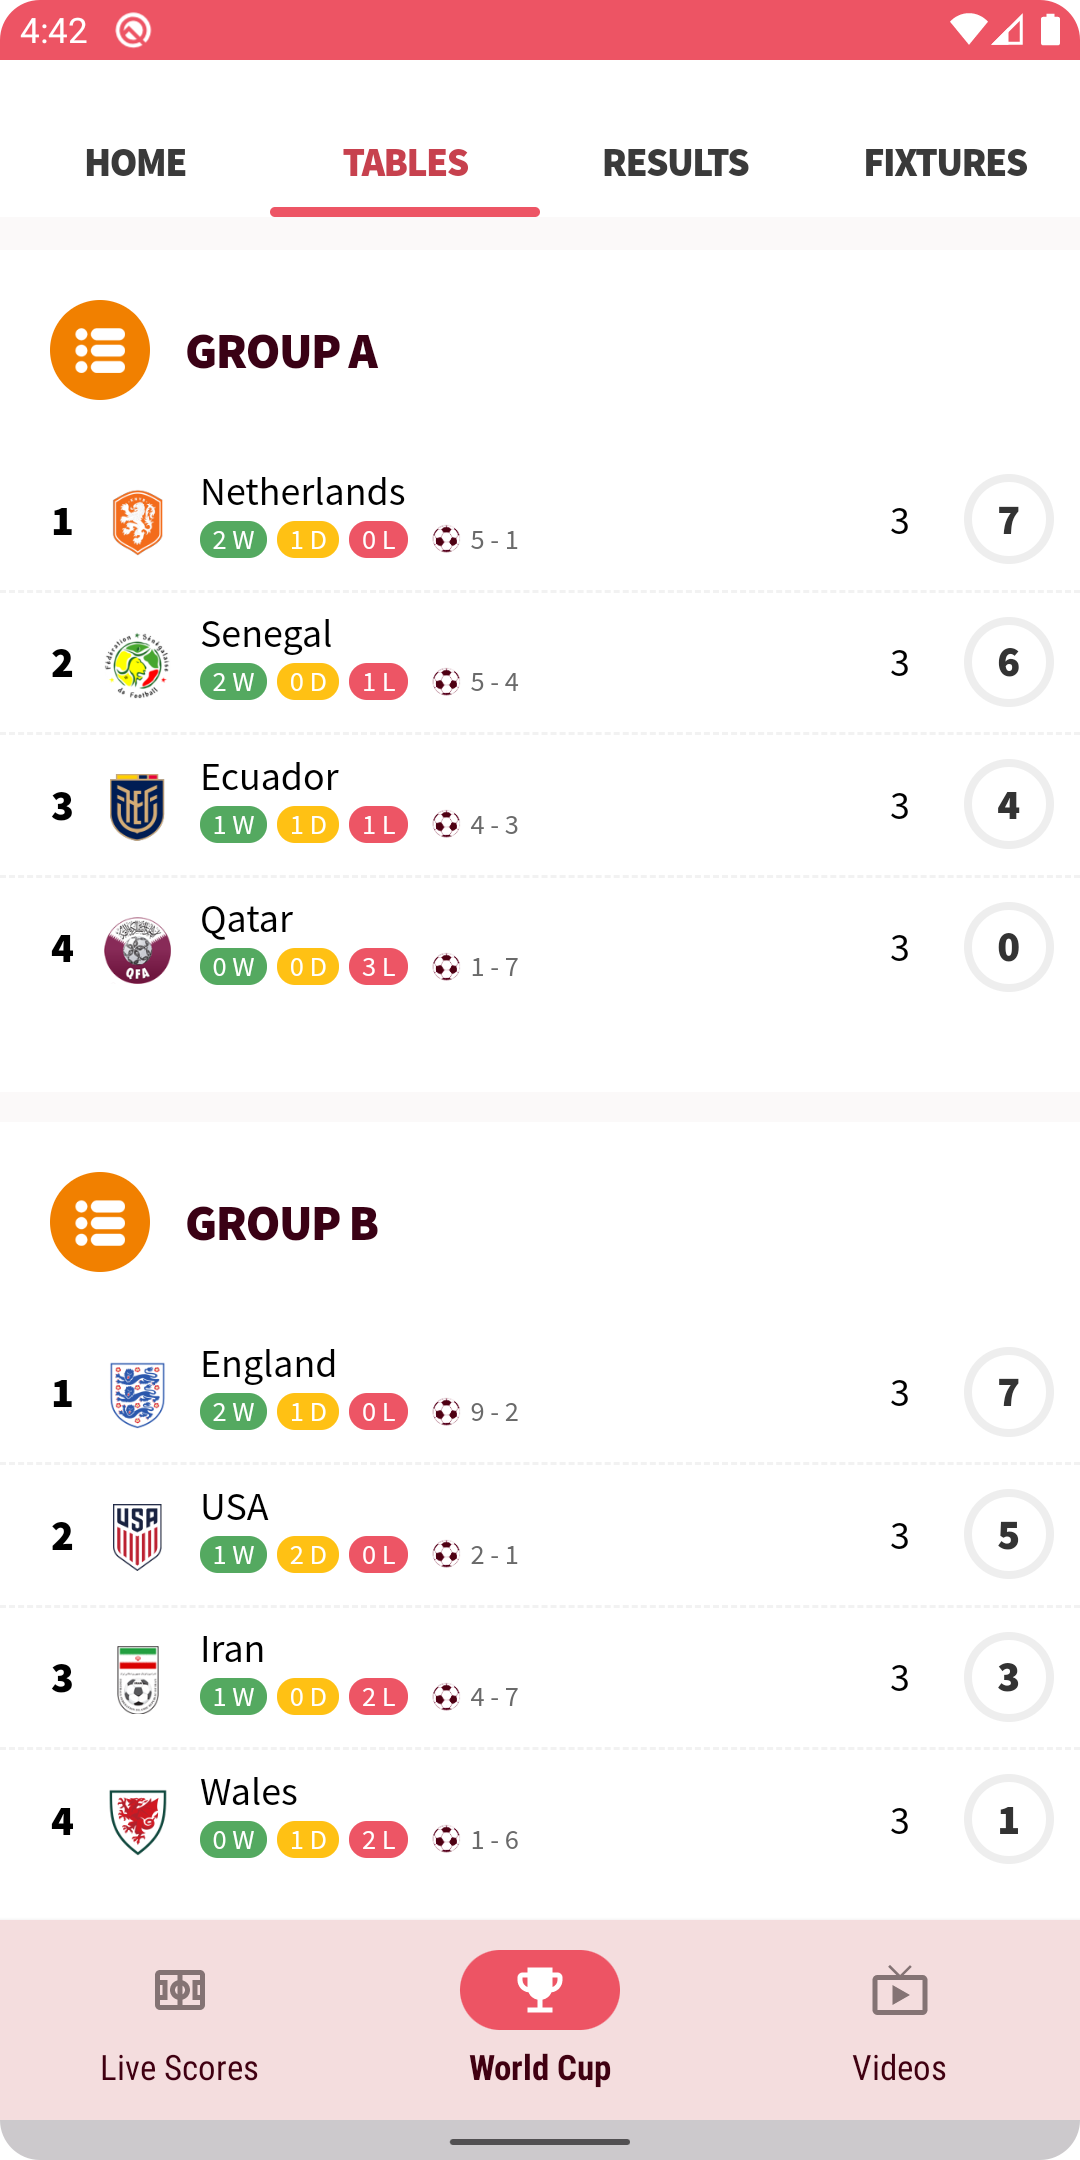 4:42
HOME TABLES RESULTS FIXTURES
GROUP A
1 Netherlands 3 7
2 W 1 D 0 L 5 - 1
2 Senegal 3 6
2 W 0 D 1 L 5 - 4
3 Ecuador 3 4
1 W 1 D 1 L 4 - 3
4 Qatar 3 0
QFA
0 W 0 D 3 L 1 - 7
GROUP B
1 England 3 7
2 W 1 D 0 L 9 - 2
2 USA 3 5
USA
1 W 2 D 0 L 2 - 1
3 Iran 3 3
1 W 0 D 2 L 4 - 7
4 Wales 3 1
0 W 1 D 2 L 1 - 6
Live Scores World Cup Videos